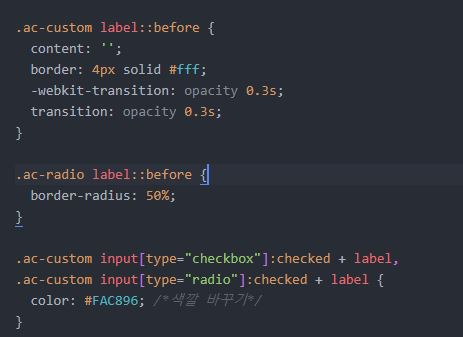 .ac-custom label::before {
content: '';
border: 4px solid #fff;
-webkit-transition: opacity 0.3s;
transition: opacity 0.3s;
}
.ac-radio label::before {
border-radius: 50%;
}
.ac-custom input[type="checkbox"]:checked + label,
.ac-custom input[type="radio"]:checked + label {
color: #FAC896; /*색깔 바꾸기*/
}